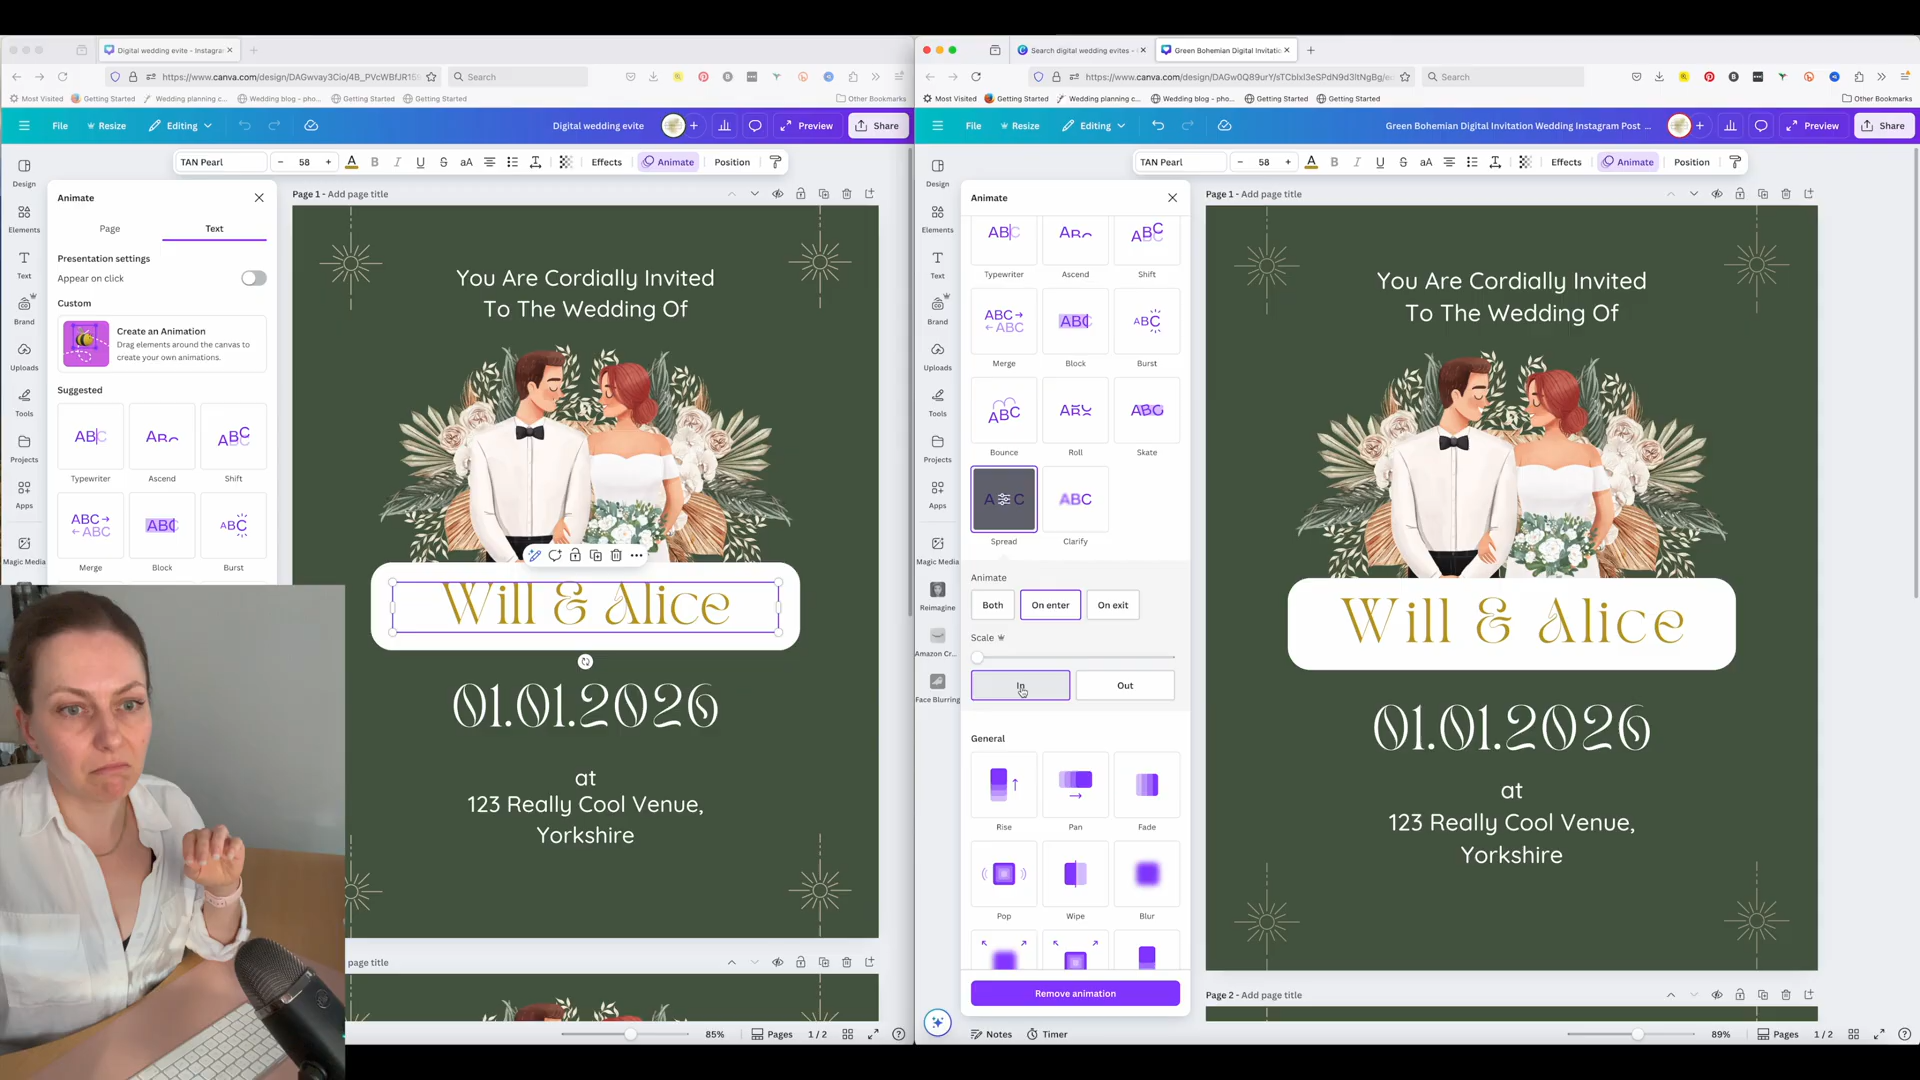 Digital wedding evite - Instagra
https://www.canva.com/design/DAGwvay3Cio/4B_PVcWBfJR15
Search
Most Visited
Getting Started
Wedding planning c...
Wedding blog - pho...
Getting Started
Getting Started
Other Bookmarks
File
Resize
Editing
Digital wedding evite
Preview
Share
TAN Pearl
58
Effects
Animate
Position
Design
Elements
Text
Brand
Uploads
Tools
Projects
Apps
Magic Media
Animate
Page
Text
Presentation settings
Appear on click
Custom
Create an Animation
Drag elements around the canvas to
create your own animations.
Suggested
Typewriter
Ascend
Shift
Merge
Block
Burst
Page 1 - Add page title
You Are Cordially Invited
To The Wedding Of
Will & Alice
01.01.2026
at
123 Really Cool Venue,
Yorkshire
page title
85%
Pages
1 / 2
Search digital wedding evites -
Green Bohemian Digital Invitatio
Search
Most Visited
Getting Started
Wedding planning c...
Wedding blog - pho...
Getting Started
Getting Started
Other Bookmarks
File
Resize
Editing
Green Bohemian Digital Invitation Wedding Instagram Post ...
Preview
Share
TAN Pearl
58
Effects
Animate
Position
Design
Elements
Text
Brand
Uploads
Tools
Projects
Apps
Magic Media
Reimagine
Amazon Cr...
Face Blurring
Animate
Typewriter
Ascend
Shift
Merge
Block
Burst
Bounce
Roll
Skate
Spread
Clarify
Animate
Both
On enter
On exit
Scale
In
Out
General
Rise
Pan
Fade
Pop
Wipe
Blur
Remove animation
Notes
Timer
Page 1 - Add page title
You Are Cordially Invited
To The Wedding Of
Will & Alice
01.01.2026
at
123 Really Cool Venue,
Yorkshire
Page 2 - Add page title
89%
Pages
1 / 2